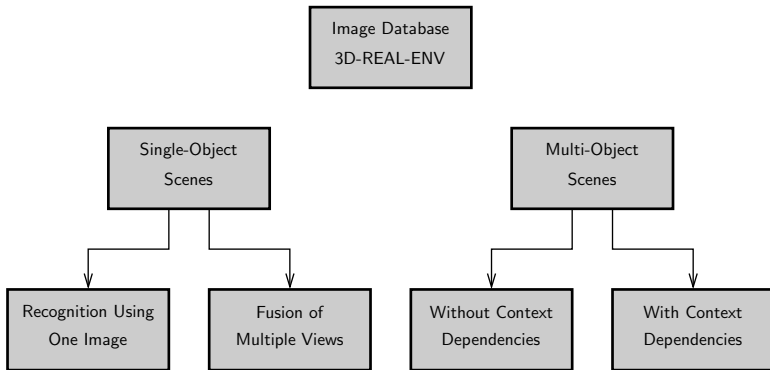 Image Database
3D-REAL-ENV
Single-Object
Scenes
Multi-Object
Scenes
Recognition Using
One Image
Fusion of
Multiple Views
Without Context
Dependencies
With Context
Dependencies